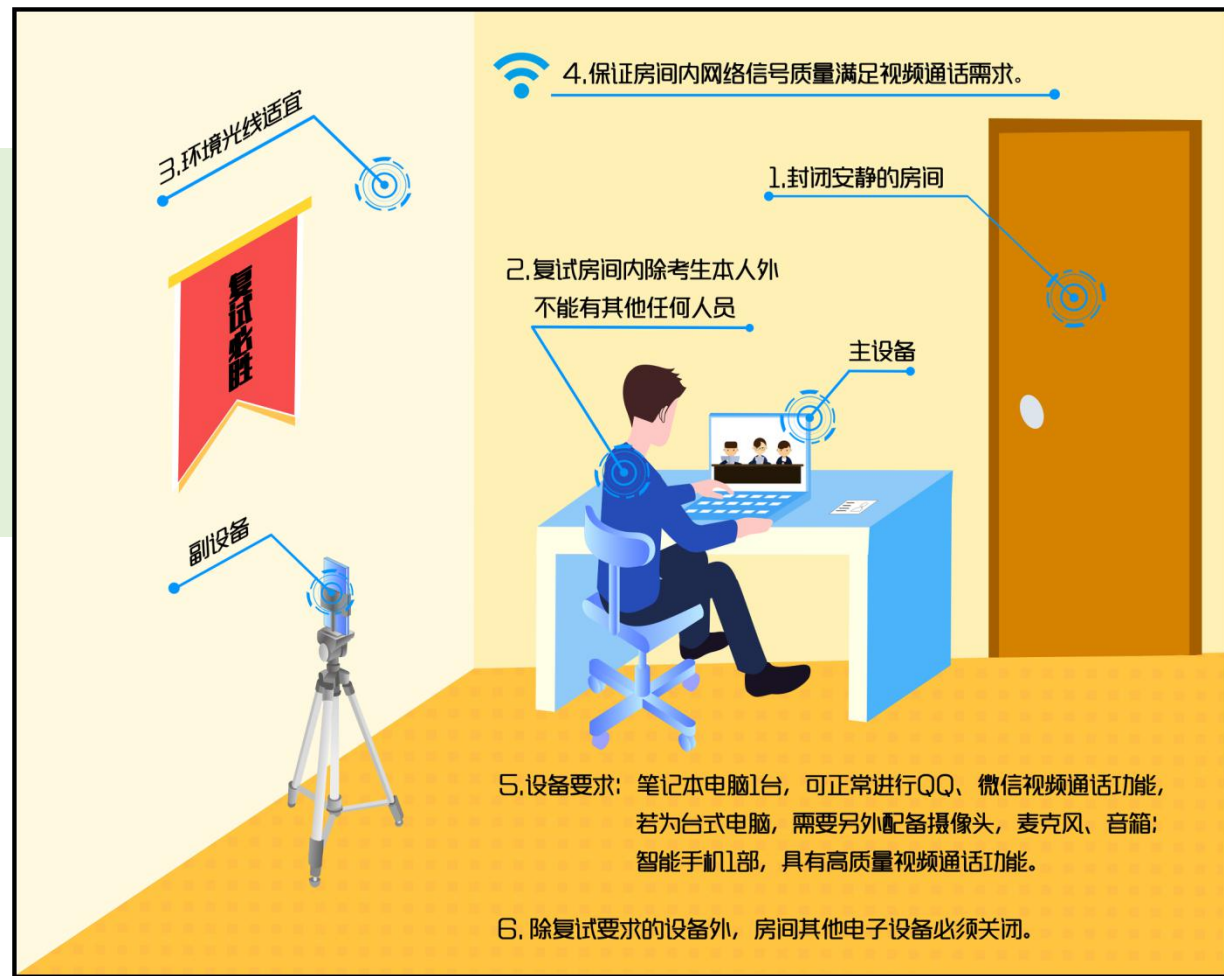 4.保证房间内网络信号质量满足视频通话需求。
3.环境光线适宜
1.封闭安静的房间
2.复试房间内除考生本人外
不能有其他任何人员
复试必胜
主设备
副设备
5.设备要求：笔记本电脑1台，可正常进行QQ、微信视频通话功能，
若为台式电脑，需要另外配备摄像头，麦克风、音箱；
智能手机1部，具有高质量视频通话功能。
6.除复试要求的设备外，房间其他电子设备必须关闭。